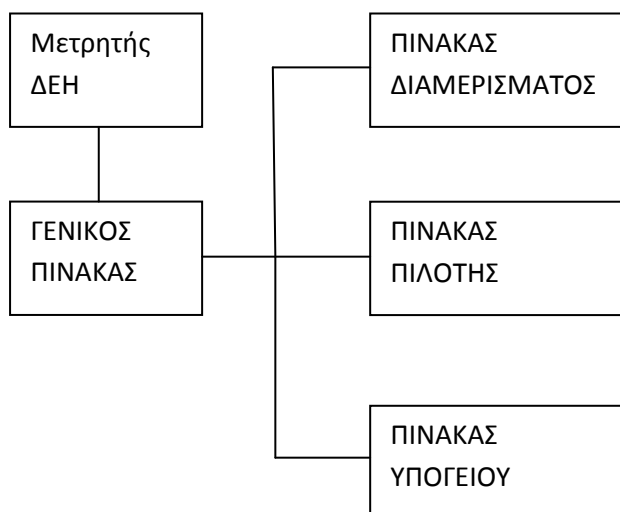 Μετρητής
ΔΕΗ
ΠΙΝΑΚΑΣ
ΔΙΑΜΕΡΙΣΜΑΤΟΣ
ΓΕΝΙΚΟΣ
ΠΙΝΑΚΑΣ
ΠΙΝΑΚΑΣ
ΠΙΛΟΤΗΣ
ΠΙΝΑΚΑΣ
ΥΠΟΓΕΙΟΥ